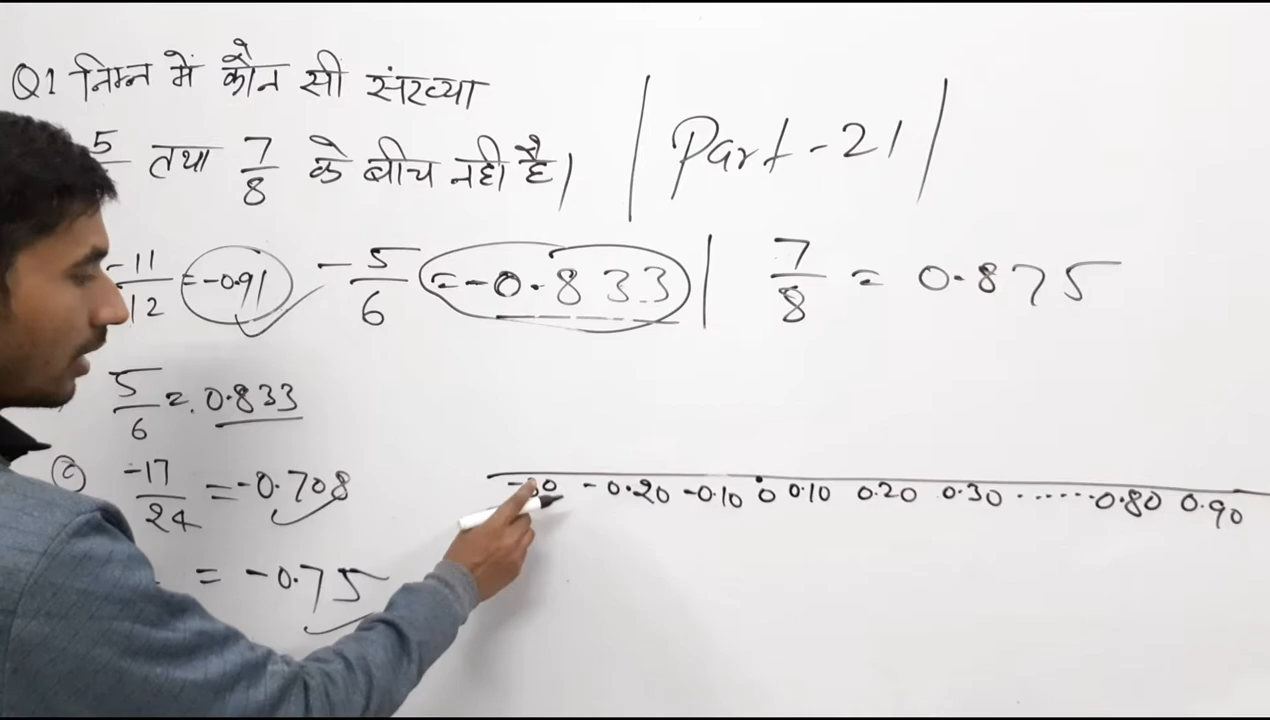 Q1 निम्न में कौन सी संख्या
5 तथा 7/8 के बीच नही है।
| Part-21 |
-11/12 = -0.91
-5/6 = -0.833 | 7/8 = 0.875
5/6 = 0.833
(c) -17/24 = -0.708
= -0.75
-0.20 -0.10 0 0.10 0.20 0.30 ...... 0.80 0.90